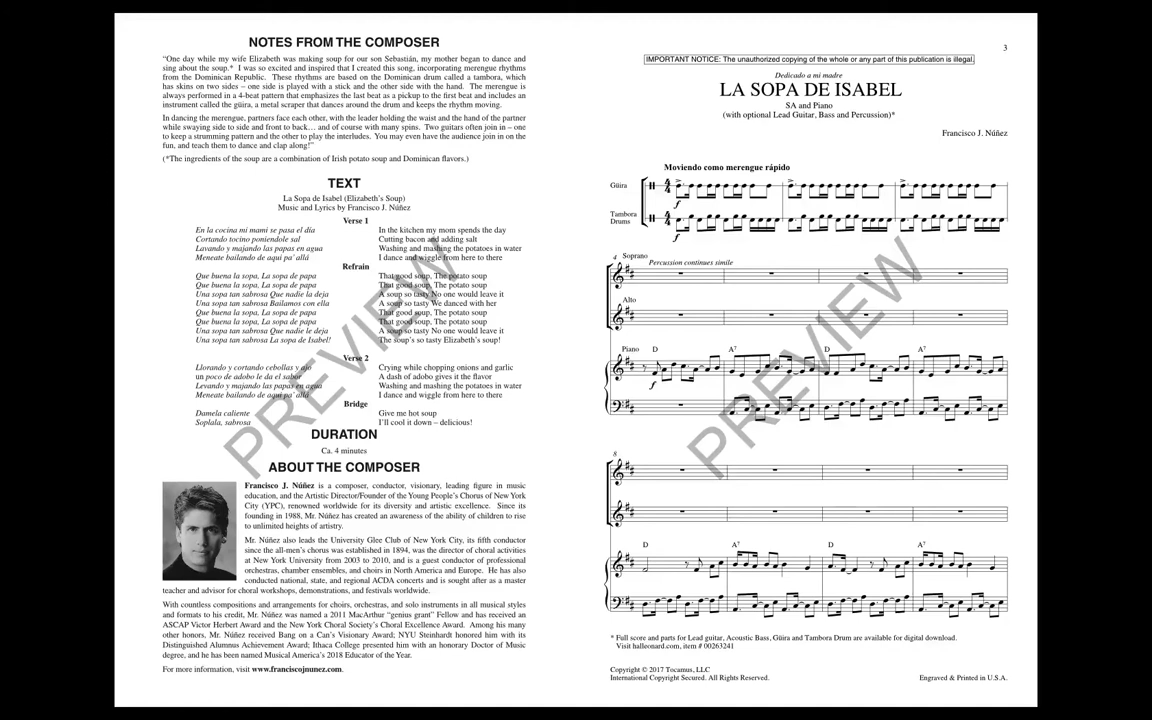 NOTES FROM THE COMPOSER
"One day while my wife Elizabeth was making soup for our son Sebastián, my mother began to dance and
sing about the soup.* I was so excited and inspired that I created this song, incorporating merengue rhythms
from the Dominican Republic. These rhythms are based on the Dominican drum called a tambora, which
has skins on two sides – one side is played with a stick and the other side with the hand. The merengue is
always performed in a 4-beat pattern that emphasizes the last beat as a pickup to the first beat and includes an
instrument called the güira, a metal scraper that dances around the drum and keeps the rhythm moving.
In dancing the merengue, partners face each other, with the leader holding the waist and the hand of the partner
while swaying side to side and front to back… and of course with many spins. Two guitars often join in – one
to keep a strumming pattern and the other to play the interludes. You may even have the audience join in on the
fun, and teach them to dance and clap along!"
(*The ingredients of the soup are a combination of Irish potato soup and Dominican flavors.)
TEXT
La Sopa de Isabel (Elizabeth's Soup)
Music and Lyrics by Francisco J. Núñez
Verse 1
En la cocina mi mami se pasa el día In the kitchen my mom spends the day
Cortando tocino poniendole sal Cutting bacon and adding salt
Lavando y majando las papas en agua Washing and mashing the potatoes in water
Meneate bailando de aqui pa' allá I dance and wiggle from here to there
Refrain
Que buena la sopa, La sopa de papa That good soup, The potato soup
Que buena la sopa, La sopa de papa That good soup, The potato soup
Una sopa tan sabrosa Que nadie la deja A soup so tasty No one would leave it
Una sopa tan sabrosa Bailamos con ella A soup so tasty We danced with her
Que buena la sopa, La sopa de papa That good soup, The potato soup
Que buena la sopa, La sopa de papa That good soup, The potato soup
Una sopa tan sabrosa Que nadie le deja A soup so tasty No one would leave it
Una sopa tan sabrosa La sopa de Isabel! The soup's so tasty Elizabeth's soup!
Verse 2
Llorando y cortando cebollas y ajo Crying while chopping onions and garlic
un poco de adobo le da el sabor A dash of adobo gives it the flavor
Levando y majando las papas en agua Washing and mashing the potatoes in water
Meneate bailando de aqui pa' allá I dance and wiggle from here to there
Bridge
Damela caliente Give me hot soup
Soplala, sabrosa I'll cool it down – delicious!
DURATION
Ca. 4 minutes
ABOUT THE COMPOSER
Francisco J. Núñez is a composer, conductor, visionary, leading figure in music
education, and the Artistic Director/Founder of the Young People's Chorus of New York
City (YPC), renowned worldwide for its diversity and artistic excellence. Since its
founding in 1988, Mr. Núñez has created an awareness of the ability of children to rise
to unlimited heights of artistry.
Mr. Núñez also leads the University Glee Club of New York City, its fifth conductor
since the all-men's chorus was established in 1894, was the director of choral activities
at New York University from 2003 to 2010, and is a guest conductor of professional
orchestras, chamber ensembles, and choirs in North America and Europe. He has also
conducted national, state, and regional ACDA concerts and is sought after as a master
teacher and advisor for choral workshops, demonstrations, and festivals worldwide.
With countless compositions and arrangements for choirs, orchestras, and solo instruments in all musical styles
and formats to his credit, Mr. Núñez was named a 2011 MacArthur "genius grant" Fellow and has received an
ASCAP Victor Herbert Award and the New York Choral Society's Choral Excellence Award. Among his many
other honors, Mr. Núñez received Bang on a Can's Visionary Award; NYU Steinhardt honored him with its
Distinguished Alumnus Achievement Award; Ithaca College presented him with an honorary Doctor of Music
degree, and he has been named Musical America's 2018 Educator of the Year.
For more information, visit www.franciscojnunez.com.
PREVIEW
3
IMPORTANT NOTICE: The unauthorized copying of the whole or any part of this publication is illegal.
Dedicado a mi madre
LA SOPA DE ISABEL
SA and Piano
(with optional Lead Guitar, Bass and Percussion)*
Francisco J. Núñez
Moviendo como merengue rápido
Güira
f
Tambora
Drums
f
4 Soprano
Percussion continues simile
Alto
Piano D A7 D A7
f
8
D A7 D A7
* Full score and parts for Lead guitar, Acoustic Bass, Güira and Tambora Drum are available for digital download.
Visit halleonard.com, item # 00263241
Copyright © 2017 Tocamus, LLC
International Copyright Secured. All Rights Reserved.
Engraved & Printed in U.S.A.
PREVIEW